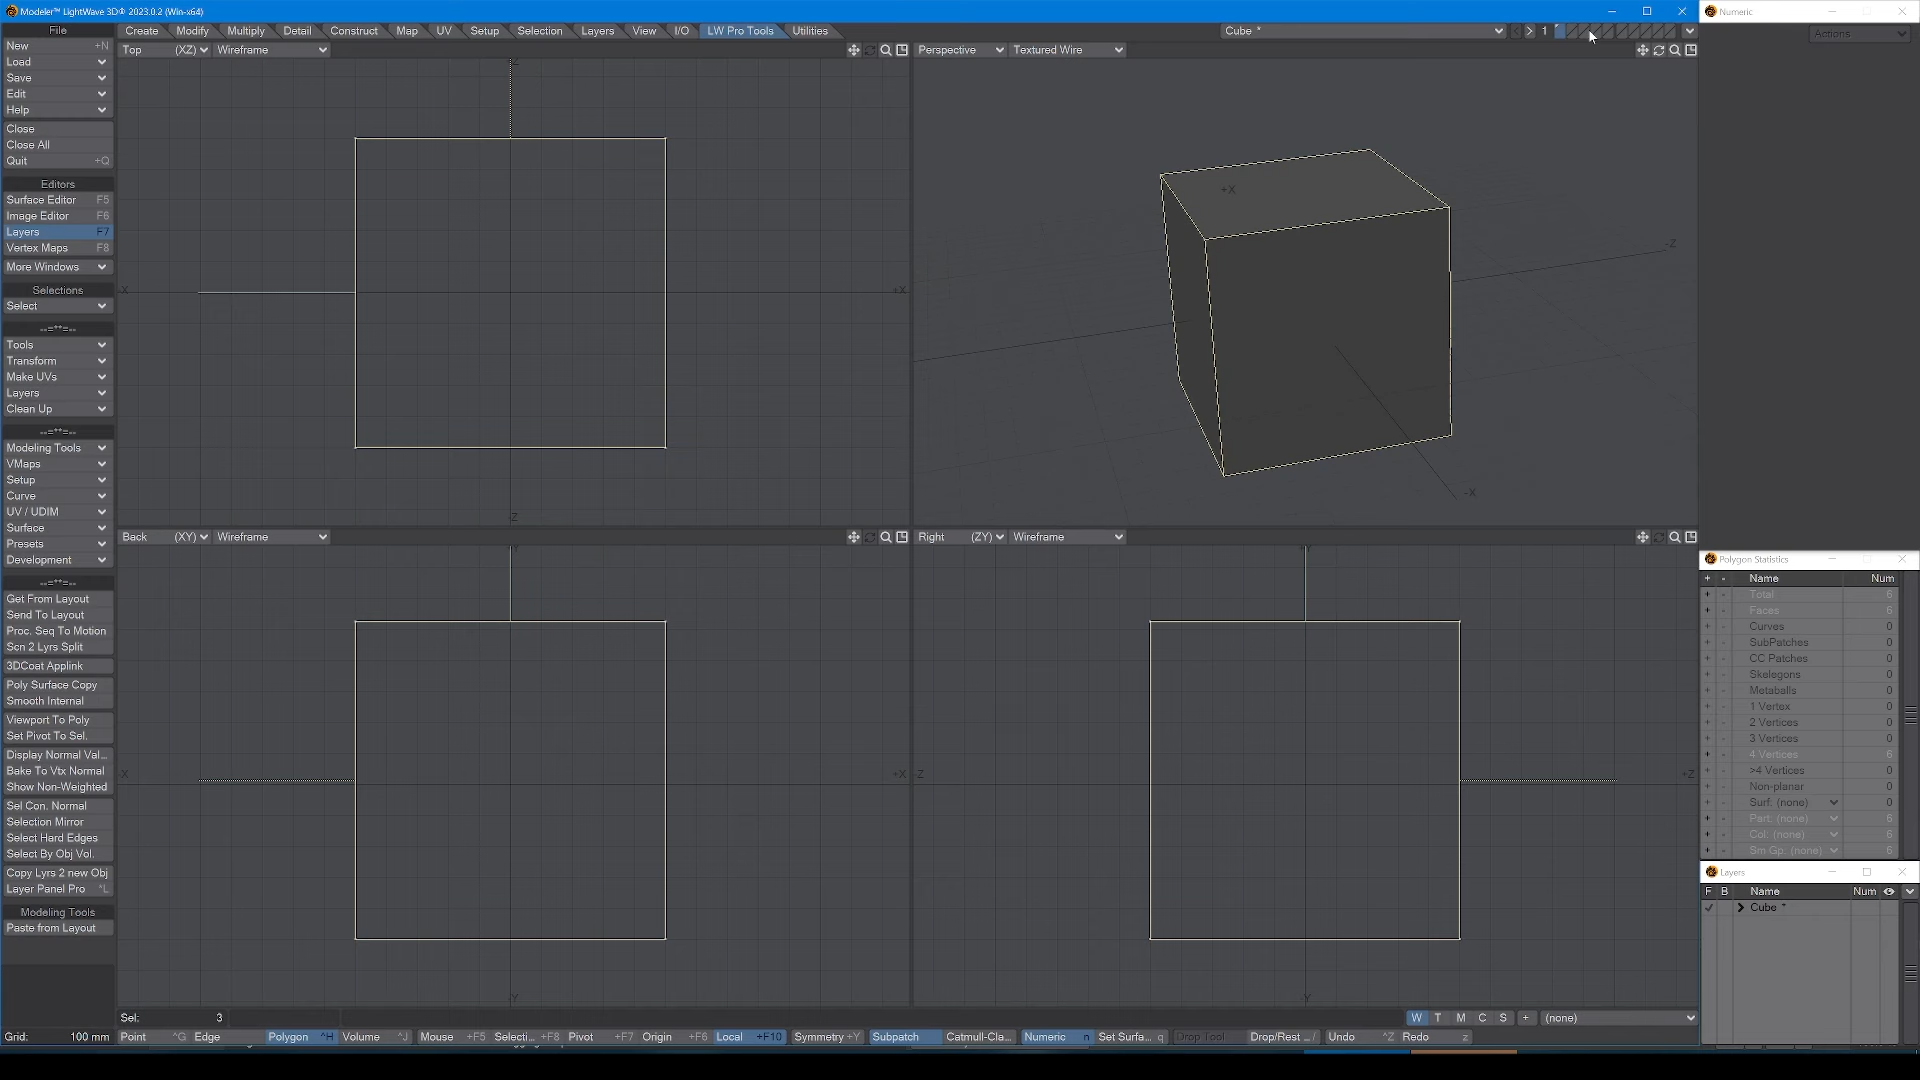 Modeler™ LightWave 3D® 2023.0.2 (Win-x64)
Numeric
File
Create Modify Multiply Detail Construct Map UV Setup Selection Layers View I/O LW Pro Tools Utilities
Cube *
1
Actions
New +N
Load
Save
Edit
Help
Close
Close All
Quit +Q
Editors
Surface Editor F5
Image Editor F6
Layers F7
Vertex Maps F8
More Windows
Selections
Select
--=**=--
Tools
Transform
Make UVs
Layers
Clean Up
--=**=--
Modeling Tools
VMaps
Setup
Curve
UV / UDIM
Surface
Presets
Development
--=**=--
Get From Layout
Send To Layout
Proc. Seq To Motion
Scn 2 Lyrs Split
3DCoat Applink
Poly Surface Copy
Smooth Internal
Viewport To Poly
Set Pivot To Sel.
Display Normal Val...
Bake To Vtx Normal
Show Non-Weighted
Sel Con. Normal
Selection Mirror
Select Hard Edges
Select By Obj Vol.
Copy Lyrs 2 new Obj
Layer Panel Pro ^L
Modeling Tools
Paste from Layout
Top (XZ) Wireframe
-X
+X
-Z
Perspective Textured Wire
+X
-Z
-X
Back (XY) Wireframe
-X
+X
-Y
Right (ZY) Wireframe
-Z
+Z
-Y
Polygon Statistics
+ - Name Num
+ - Total 6
+ - Faces 6
+ - Curves 0
+ - SubPatches 0
+ - CC Patches 0
+ - Skelegons 0
+ - Metaballs 0
+ - 1 Vertex 0
+ - 2 Vertices 0
+ - 3 Vertices 0
+ - 4 Vertices 6
+ - >4 Vertices 0
+ - Non-planar 0
+ - Surf: (none) 0
+ - Part: (none) 6
+ - Col: (none) 6
+ - Sm Gp: (none) 6
Layers
F B Name Num
Cube *
Sel: 3
W T M C S + (none)
Grid: 100 mm
Point ^G Edge Polygon ^H Volume ^J Mouse +F5 Selecti... +F8 Pivot +F7 Origin +F6 Local +F10 Symmetry +Y Subpatch Catmull-Cla... Numeric n Set Surfa... q Drop Tool Drop/Rest ... / Undo ^Z Redo z